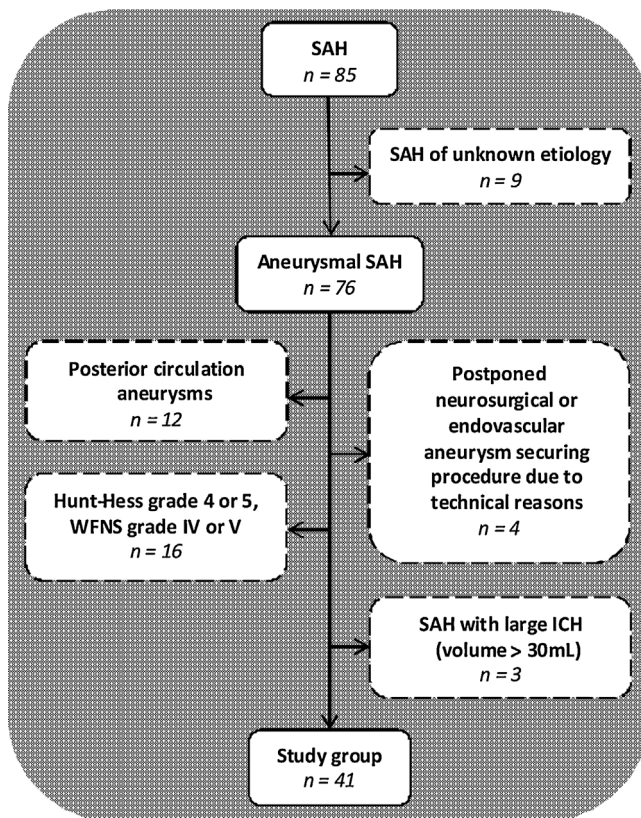 SAH
n = 85
SAH of unknown etiology
n = 9
Aneurysmal SAH
n = 76
Posterior circulation
aneurysms
n = 12
Postponed
neurosurgical or
endovascular
aneurysm securing
procedure due to
technical reasons
n = 4
Hunt-Hess grade 4 or 5,
WFNS grade IV or V
n = 16
SAH with large ICH
(volume > 30mL)
n = 3
Study group
n = 41